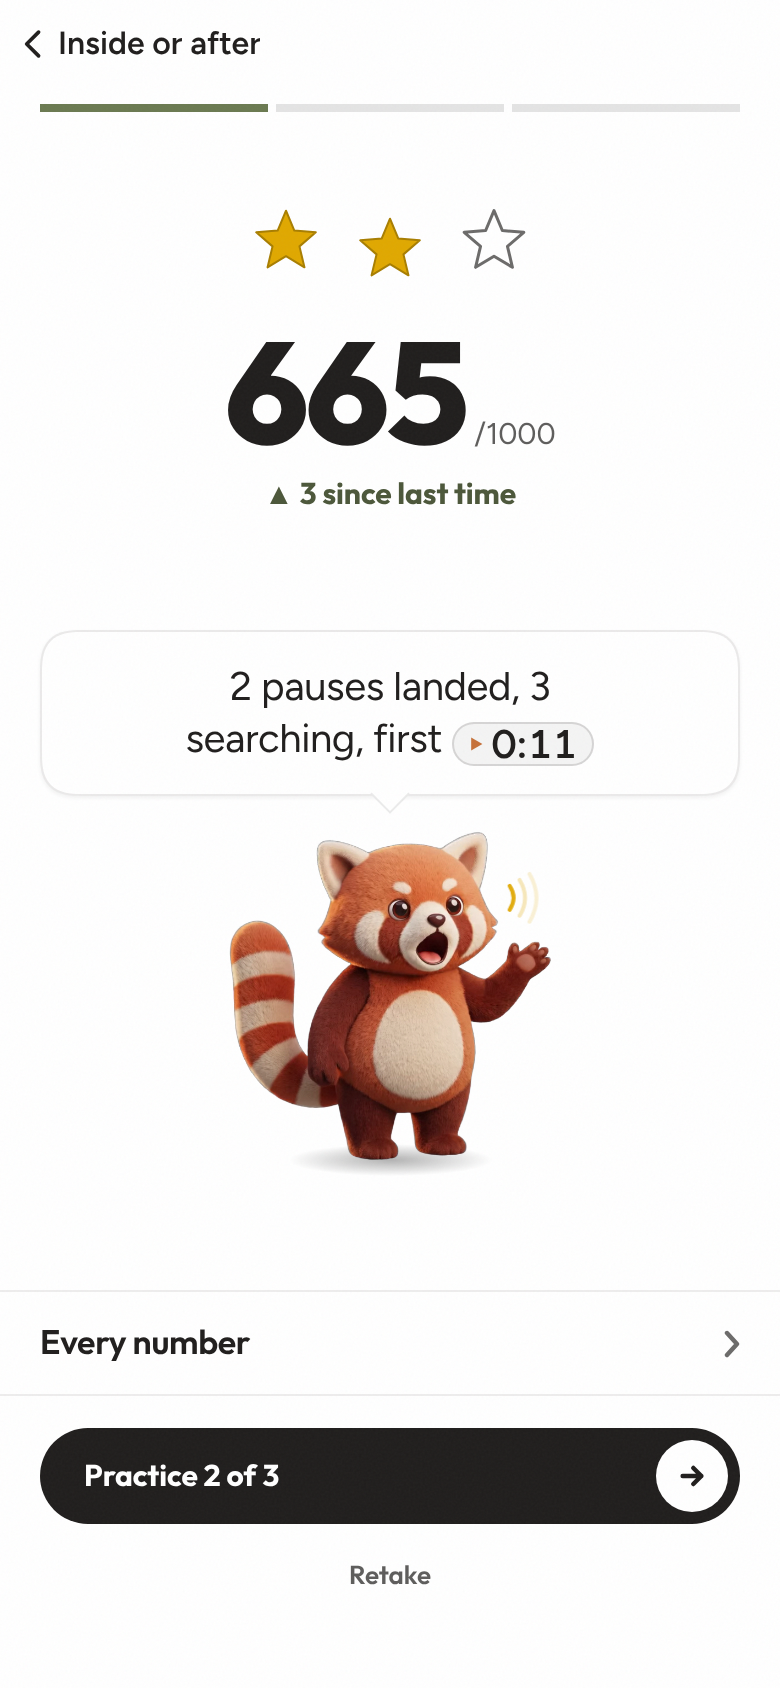 Inside or after
665 /1000
▲ 3 since last time
2 pauses landed, 3
searching, first ▶ 0:11
Every number
Practice 2 of 3
Retake